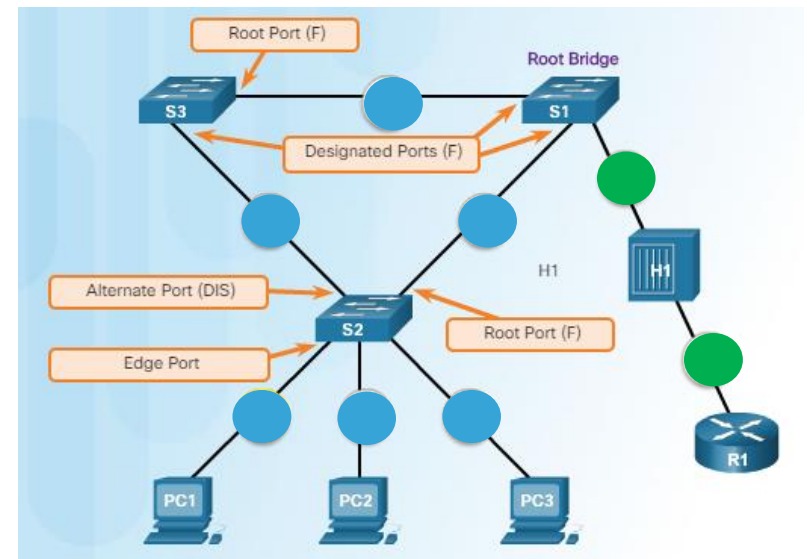 Root Port (F)
Root Bridge
S3
S1
Designated Ports (F)
H1
H1
Alternate Port (DIS)
S2
Root Port (F)
Edge Port
R1
PC1
PC2
PC3